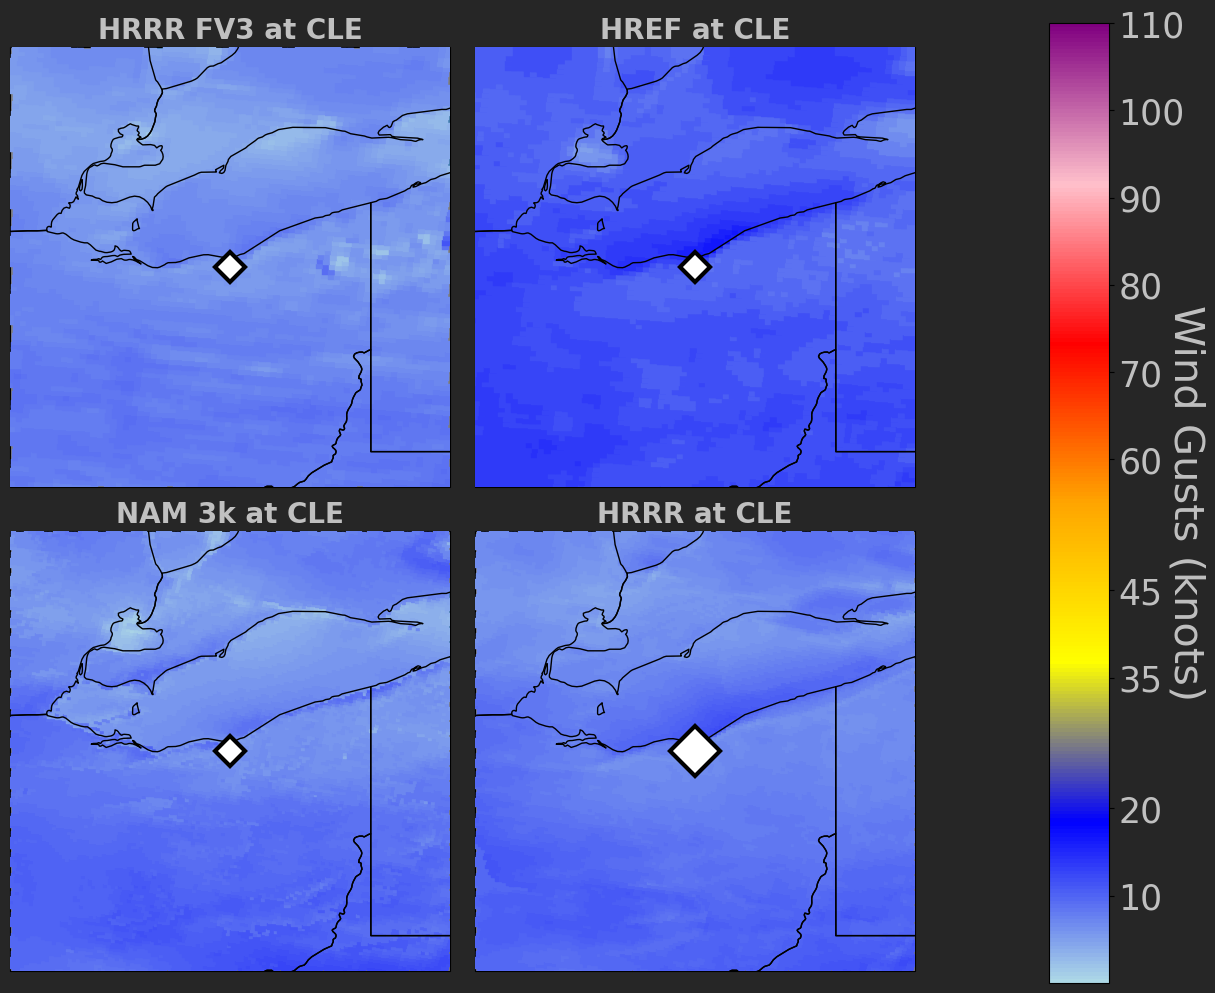 HRRR FV3 at CLE
HREF at CLE
NAM 3k at CLE
HRRR at CLE
110
100
90
80
70
60
45
35
20
10
Wind Gusts (knots)